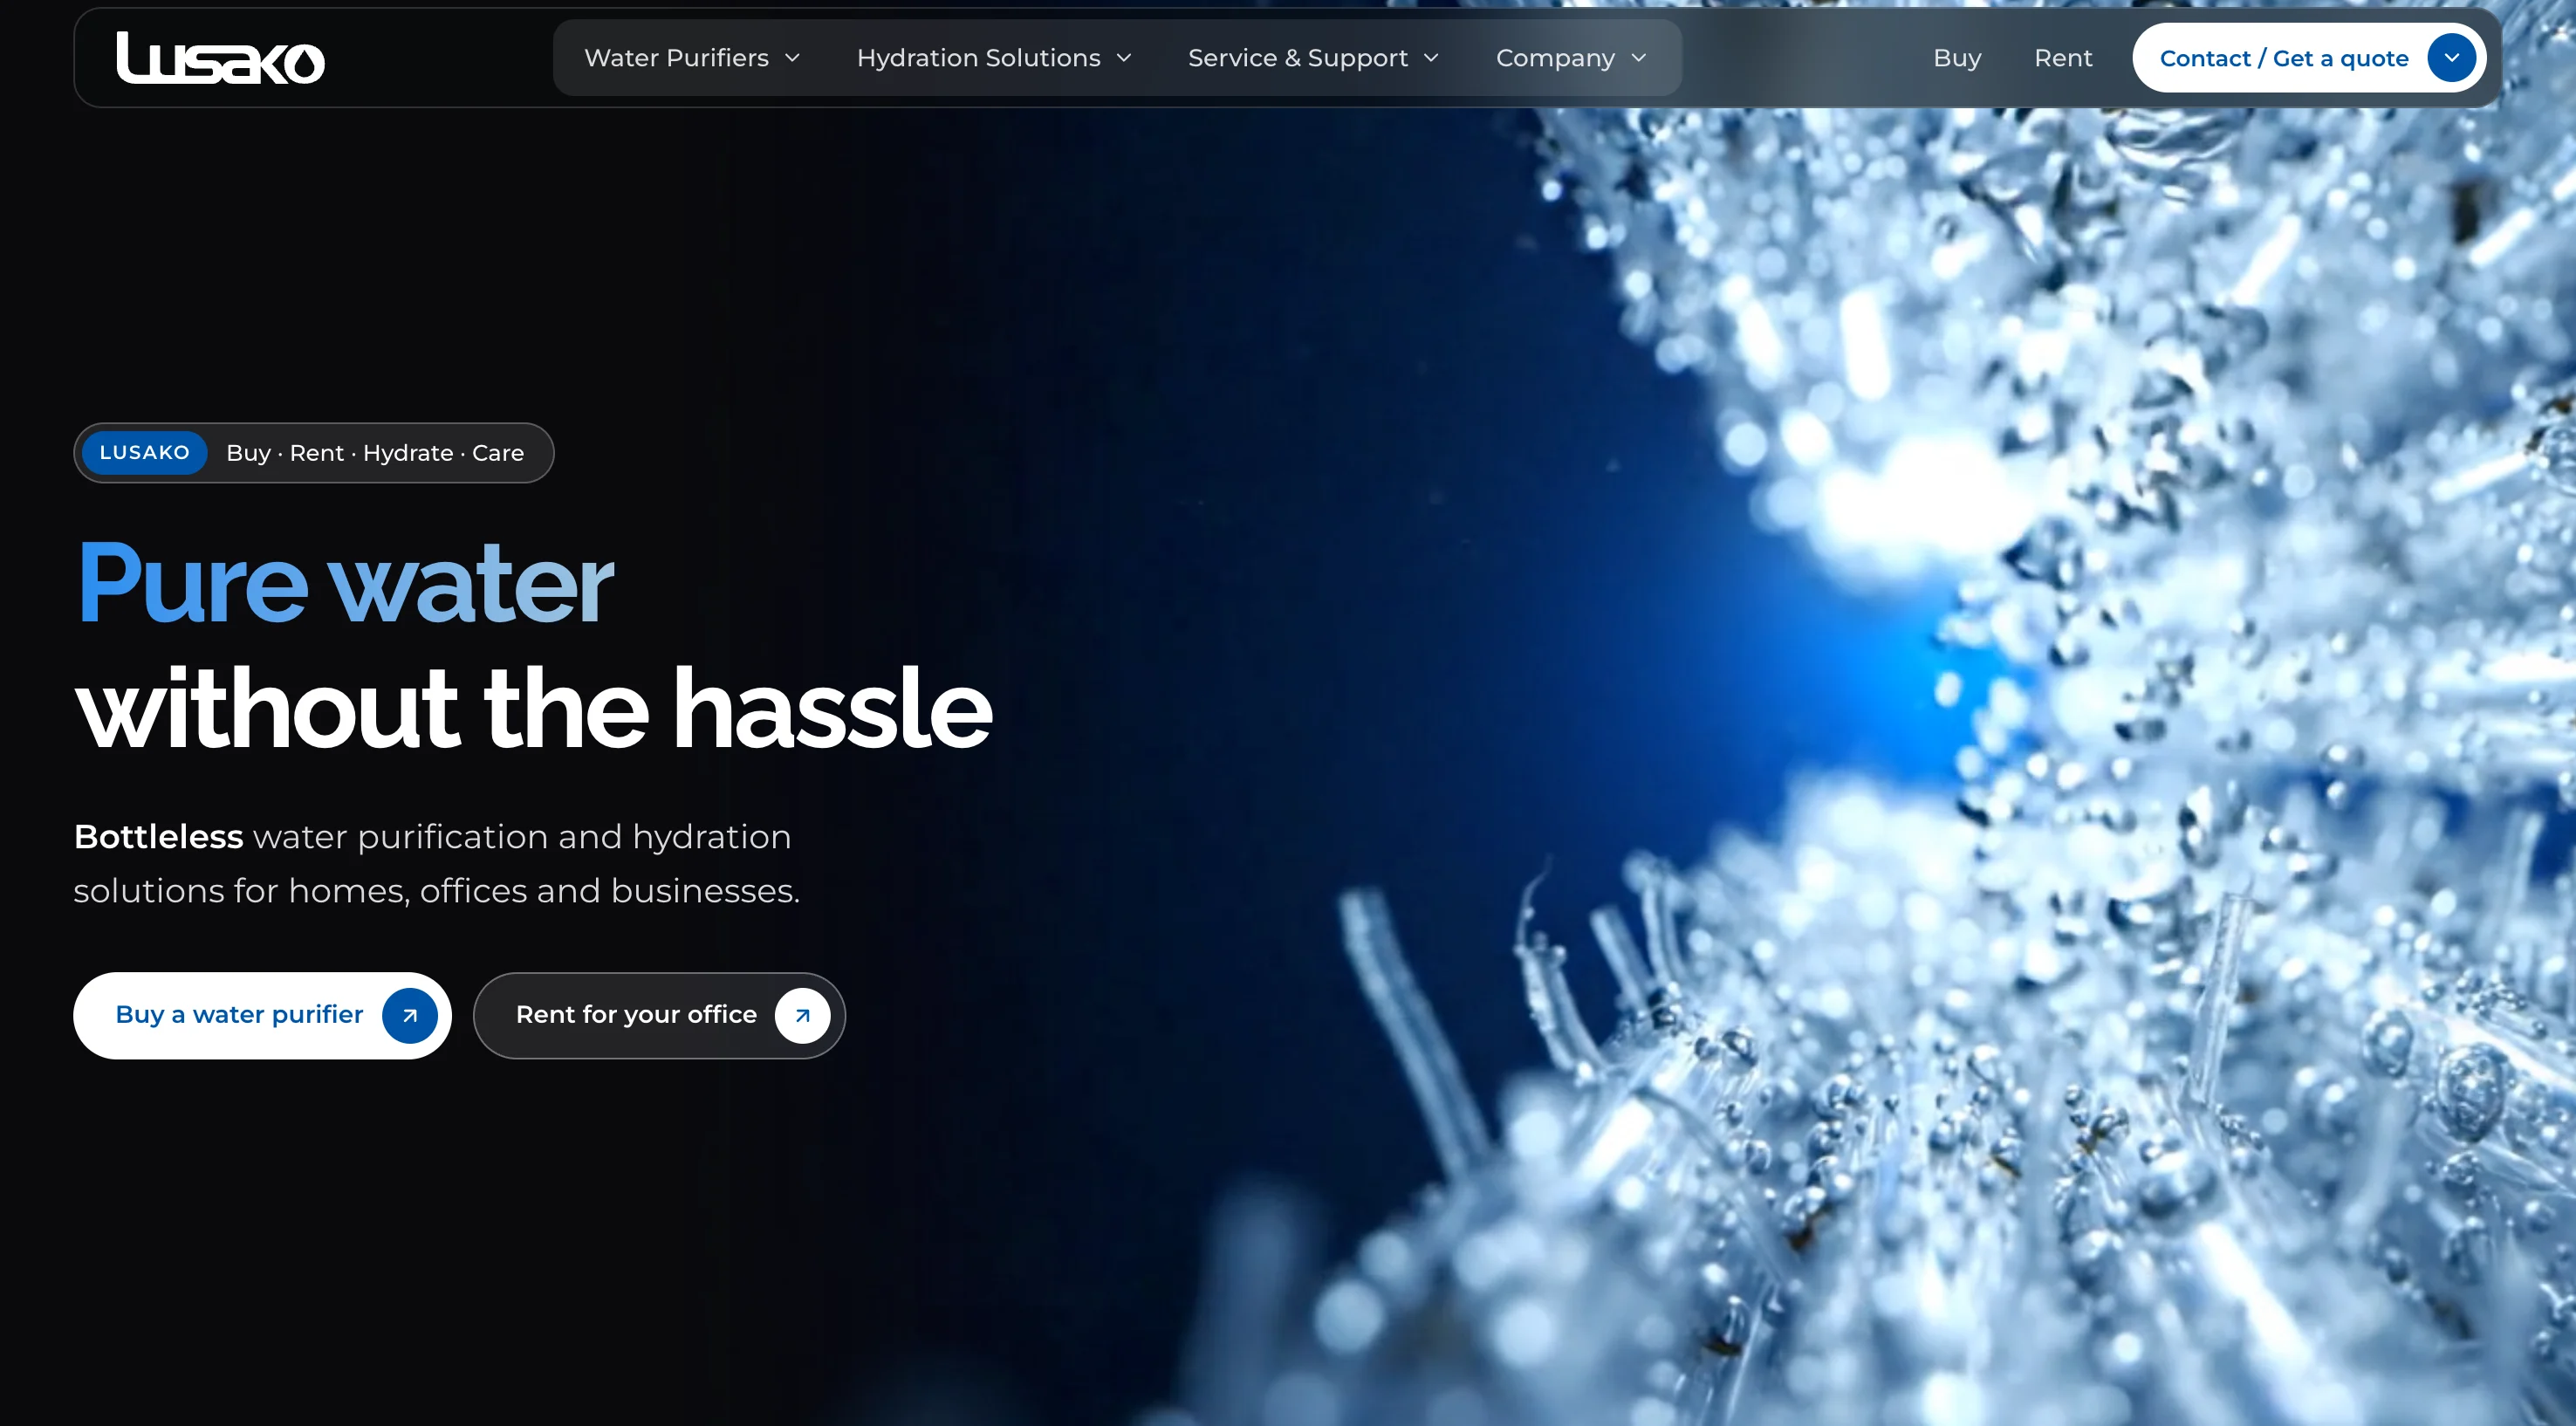 Lusako
Water Purifiers
Hydration Solutions
Service & Support
Company
Buy
Rent
Contact / Get a quote
LUSAKO
Buy · Rent · Hydrate · Care
Pure water
without the hassle
Bottleless water purification and hydration
solutions for homes, offices and businesses.
Buy a water purifier
Rent for your office